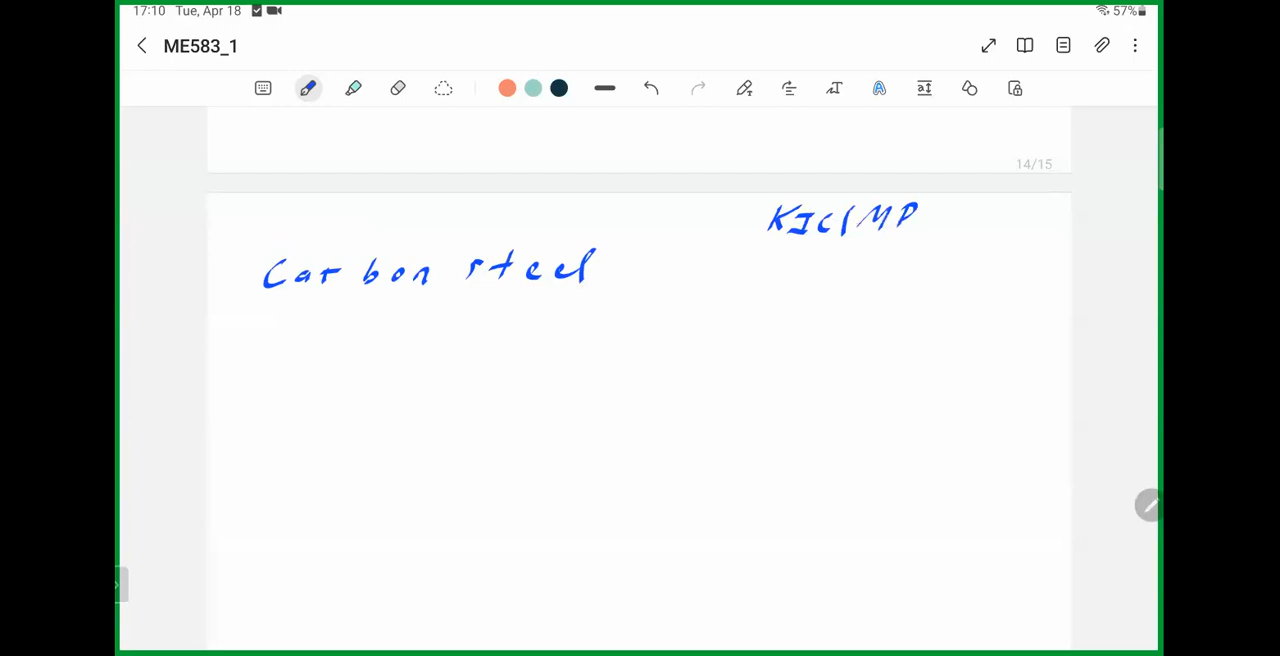 17:10 Tue, Apr 18
57%
ME583_1
14/15
KIC/MP
Carbon steel